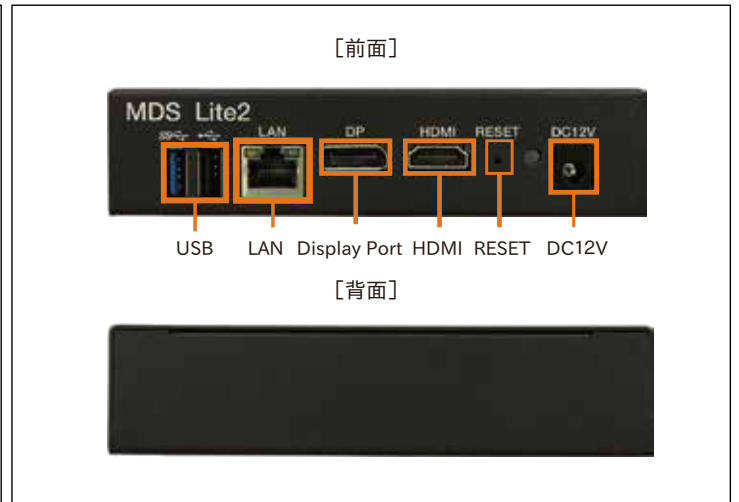 ［前面］
MDS Lite2
LAN DP HDMI RESET DC12V
USB LAN Display Port HDMI RESET DC12V
［背面］